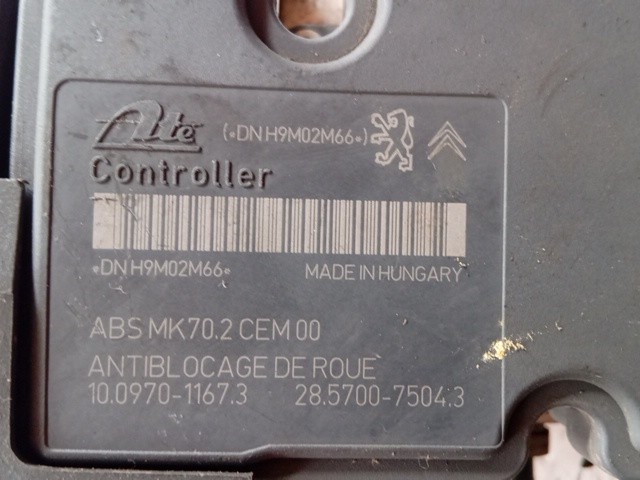 Ate (*DN H9M02M66*)
Controller
*DN H9M02M66* MADE IN HUNGARY
ABS MK70.2 CEM 00
ANTIBLOCAGE DE ROUE
10.0970-1167.3 28.5700-7504.3